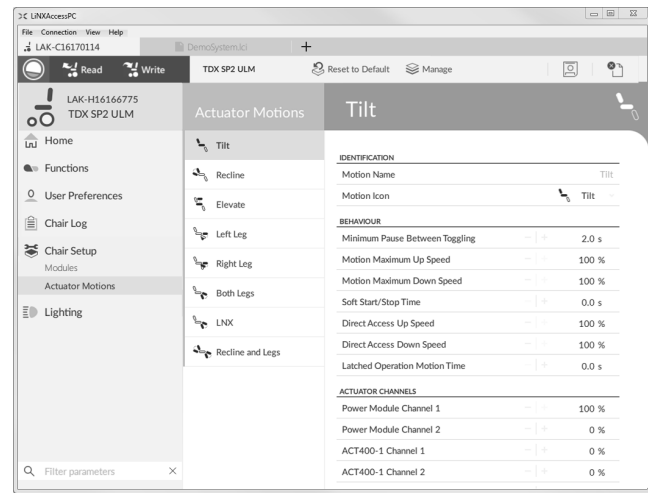 LiNXAccessPC
File Connection View Help
LAK-C16170114 DemoSystem.lci +
Read Write TDX SP2 ULM Reset to Default Manage
LAK-H16166775
TDX SP2 ULM
Home
Functions
User Preferences
Chair Log
Chair Setup
Modules
Actuator Motions
Lighting
Filter parameters
Actuator Motions
Tilt
Recline
Elevate
Left Leg
Right Leg
Both Legs
LNX
Recline and Legs
Tilt
IDENTIFICATION
Motion Name Tilt
Motion Icon Tilt
BEHAVIOUR
Minimum Pause Between Toggling - + 2.0 s
Motion Maximum Up Speed - + 100 %
Motion Maximum Down Speed - + 100 %
Soft Start/Stop Time - + 0.0 s
Direct Access Up Speed - + 100 %
Direct Access Down Speed - + 100 %
Latched Operation Motion Time - + 0.0 s
ACTUATOR CHANNELS
Power Module Channel 1 - + 100 %
Power Module Channel 2 - + 0 %
ACT400-1 Channel 1 - + 0 %
ACT400-1 Channel 2 - + 0 %